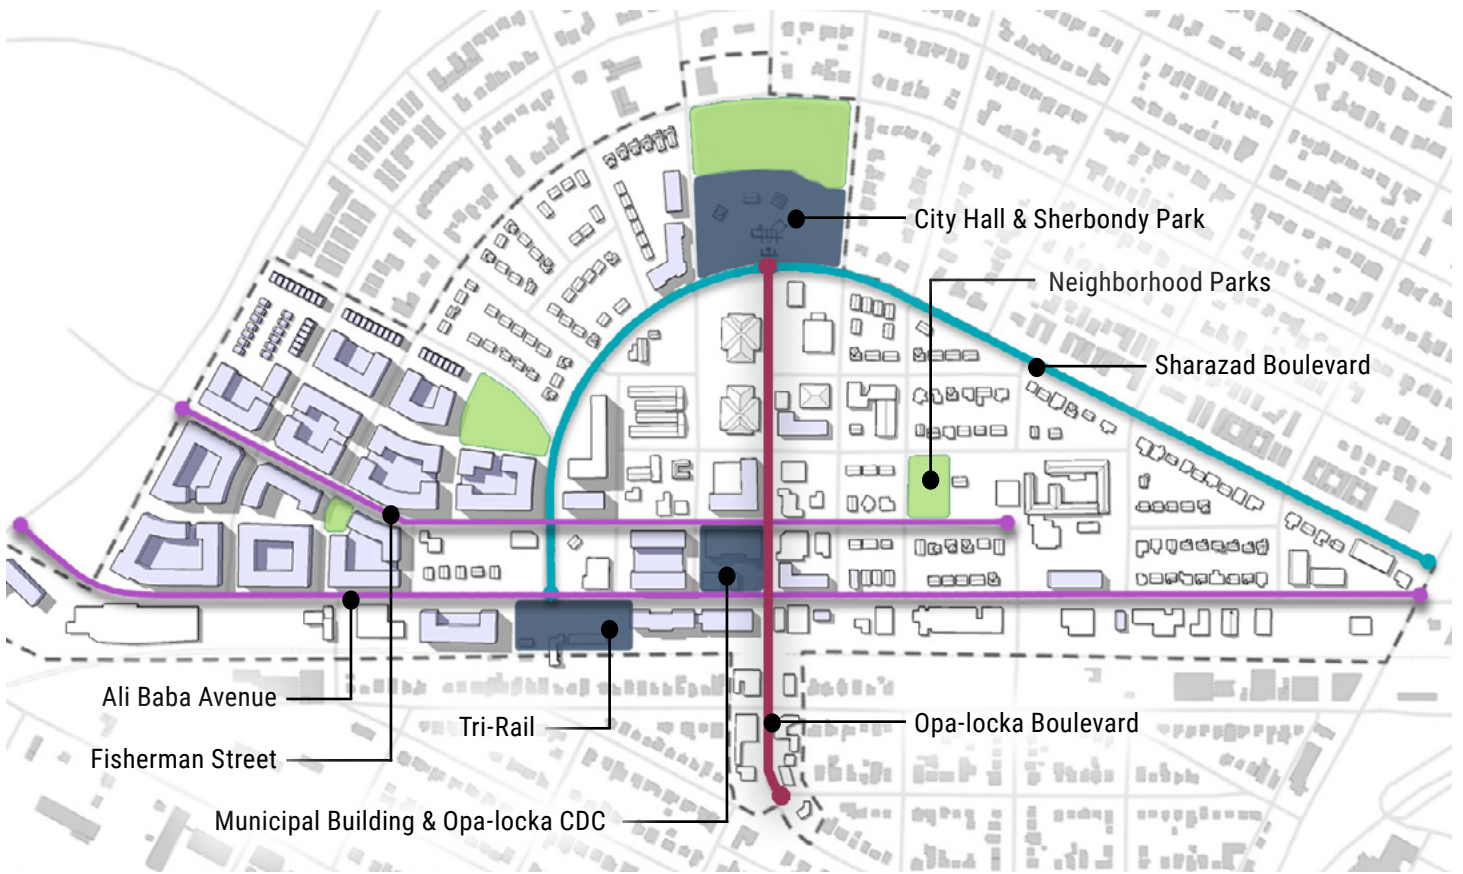 City Hall & Sherbondy Park
Neighborhood Parks
Sharazad Boulevard
Ali Baba Avenue
Tri-Rail
Opa-locka Boulevard
Fisherman Street
Municipal Building & Opa-locka CDC